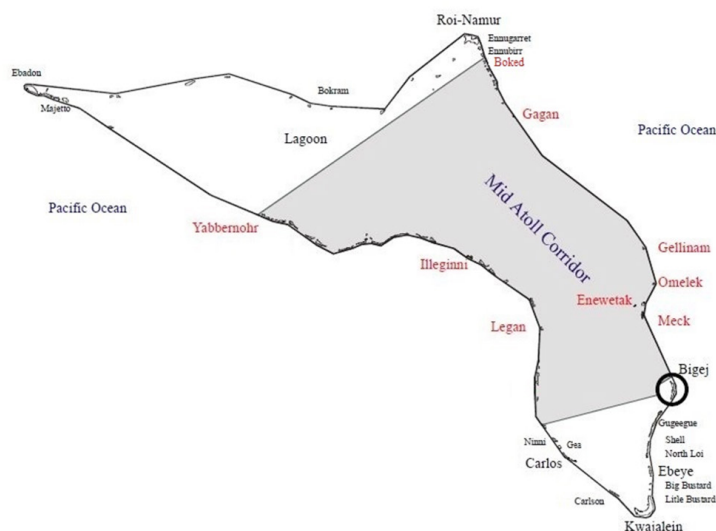 Roi-Namur
Ennugarret
Ennubirr
Boked
Ebadon
Majetto
Bokram
Gagan
Pacific Ocean
Lagoon
Mid Atoll Corridor
Pacific Ocean
Yabbernohr
Gellinam
Illeginni
Omelek
Enewetak
Meck
Legan
Bigej
Gugeegue
Ninni
Gea
Shell
North Loi
Carlos
Ebeye
Big Bustard
Carlson
Litle Bustard
Kwajalein